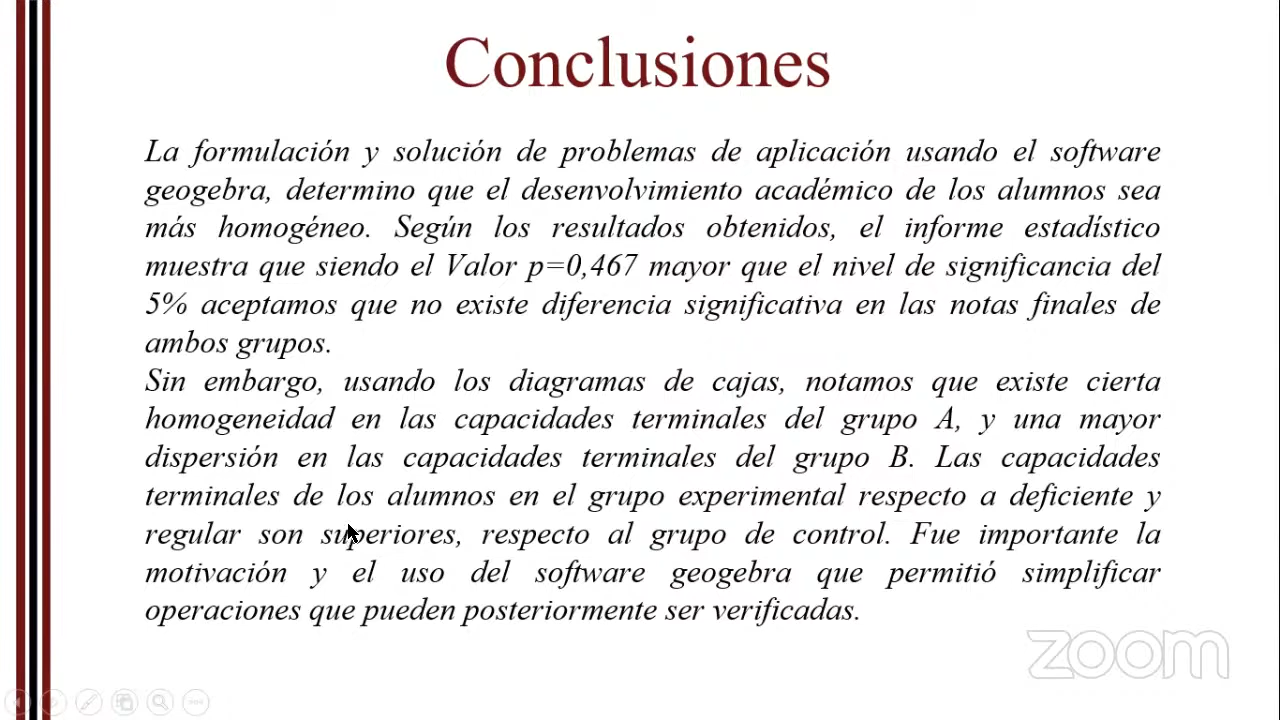 Conclusiones
La formulación y solución de problemas de aplicación usando el software
geogebra, determino que el desenvolvimiento académico de los alumnos sea
más homogéneo. Según los resultados obtenidos, el informe estadístico
muestra que siendo el Valor p=0,467 mayor que el nivel de significancia del
5% aceptamos que no existe diferencia significativa en las notas finales de
ambos grupos.
Sin embargo, usando los diagramas de cajas, notamos que existe cierta
homogeneidad en las capacidades terminales del grupo A, y una mayor
dispersión en las capacidades terminales del grupo B. Las capacidades
terminales de los alumnos en el grupo experimental respecto a deficiente y
regular son superiores, respecto al grupo de control. Fue importante la
motivación y el uso del software geogebra que permitió simplificar
operaciones que pueden posteriormente ser verificadas.
zoom